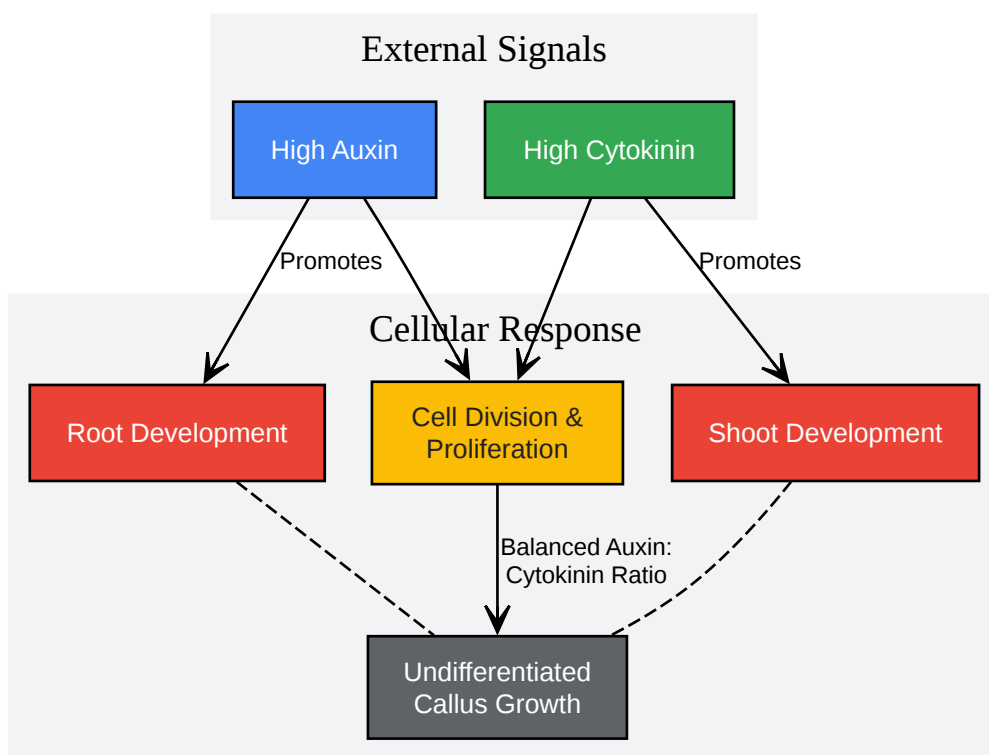 External Signals
High Auxin
High Cytokinin
Promotes
Promotes
Cellular Response
Root Development
Cell Division &
Proliferation
Shoot Development
Balanced Auxin:
Cytokinin Ratio
Undifferentiated
Callus Growth